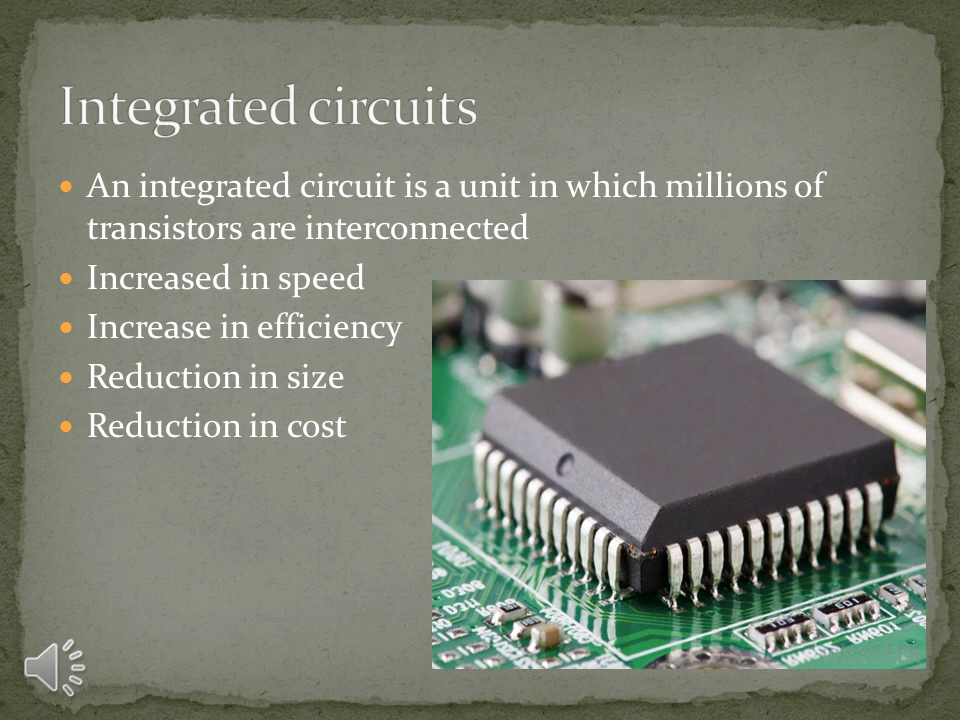 Integrated circuits
An integrated circuit is a unit in which millions of
transistors are interconnected
Increased in speed
Increase in efficiency
Reduction in size
Reduction in cost